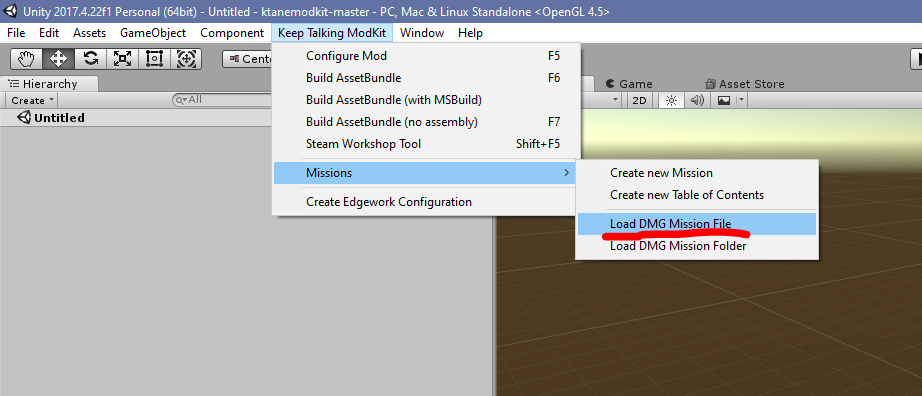 Unity 2017.4.22f1 Personal (64bit) - Untitled - ktanemodkit-master - PC, Mac & Linux Standalone <OpenGL 4.5>
File Edit Assets GameObject Component Keep Talking ModKit Window Help
Cente
Configure Mod F5
Build AssetBundle F6
Build AssetBundle (with MSBuild)
Build AssetBundle (no assembly) F7
Steam Workshop Tool Shift+F5
Missions
Create Edgework Configuration
Create new Mission
Create new Table of Contents
Load DMG Mission File
Load DMG Mission Folder
Hierarchy
Create All
Untitled
Game Asset Store
2D